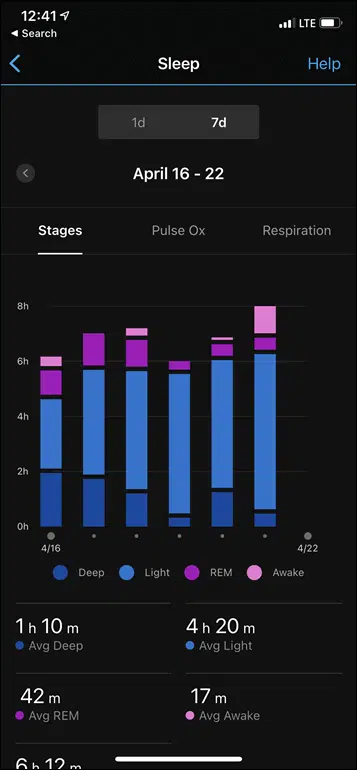 12:41
Search
LTE
Sleep
Help
1d 7d
April 16 - 22
Stages Pulse Ox Respiration
8h
6h
4h
2h
0h
4/16 4/22
Deep Light REM Awake
1 h 10 m 4 h 20 m
Avg Deep Avg Light
42 m 17 m
Avg REM Avg Awake
6 h 12 m